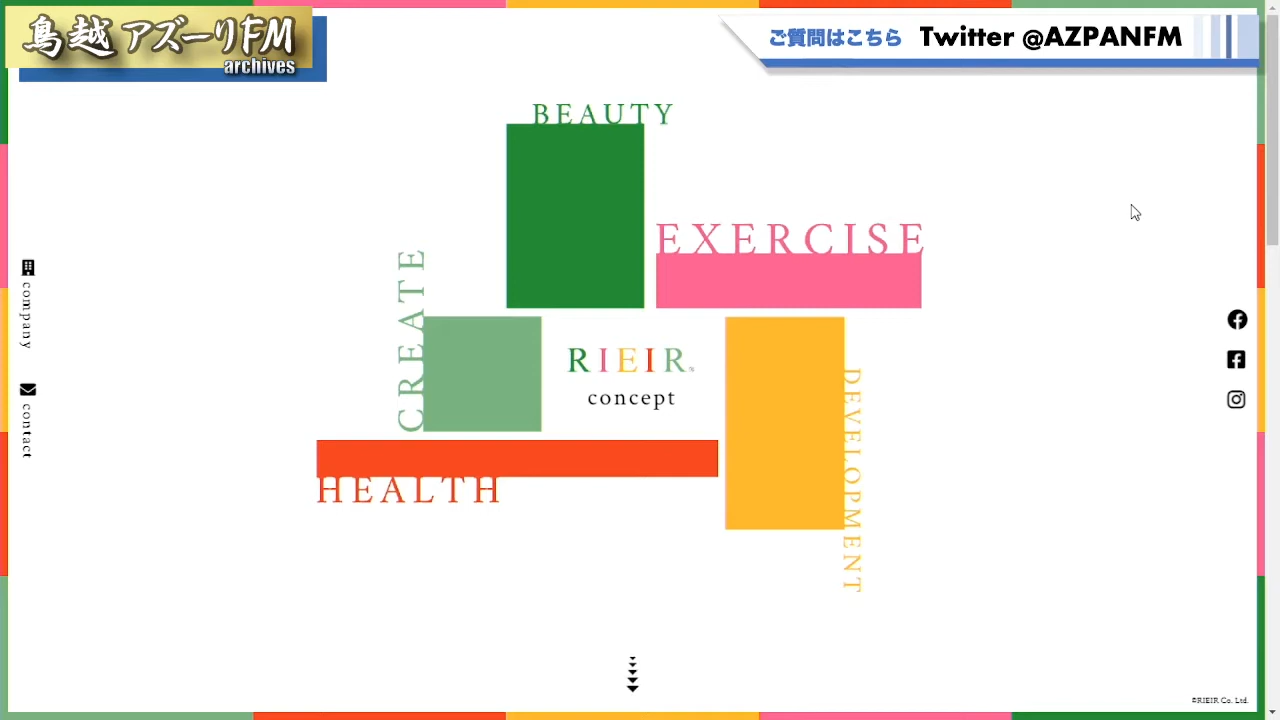 鳥越アズーリFM
archives
ご質問はこちら Twitter @AZPANFM
BEAUTY
EXERCISE
CREATE
RIEIR
concept
HEALTH
DEVELOPMENT
company
contact
©RIEIR Co. Ltd.